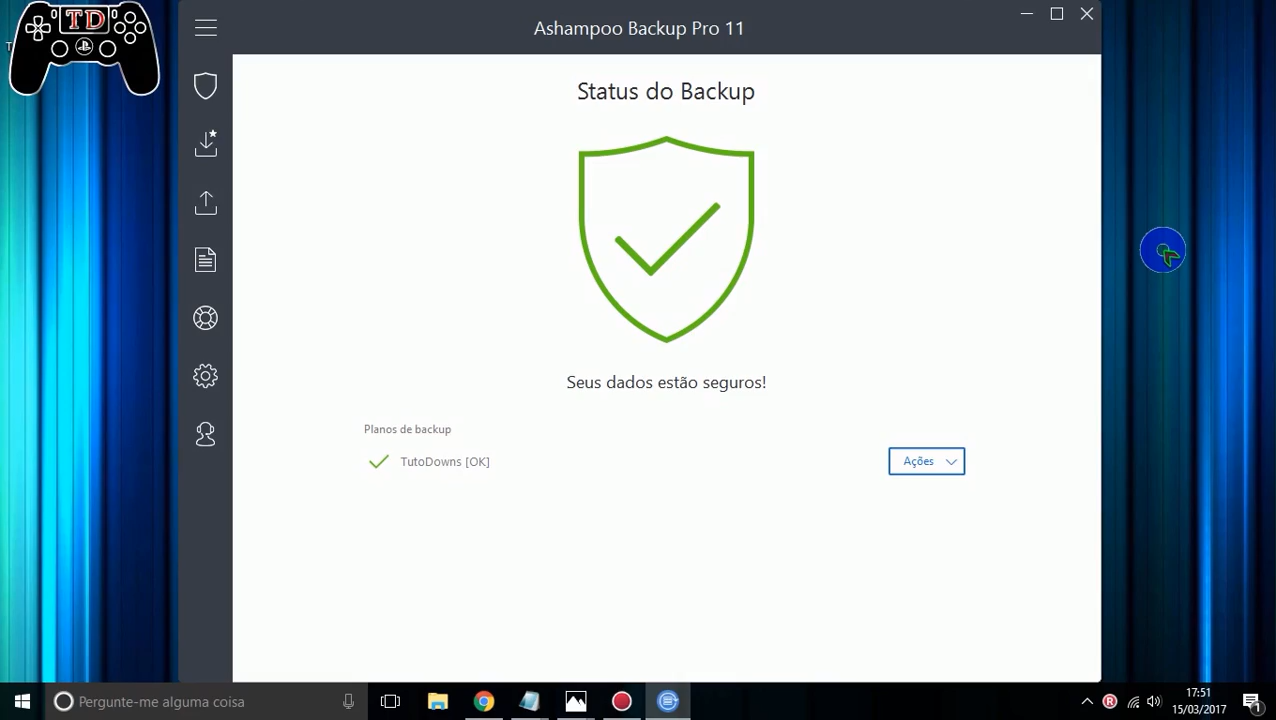 TD
Ashampoo Backup Pro 11
Status do Backup
Seus dados estão seguros!
Planos de backup
TutoDowns [OK]
Ações
Pergunte-me alguma coisa
R
17:51
15/03/2017
1